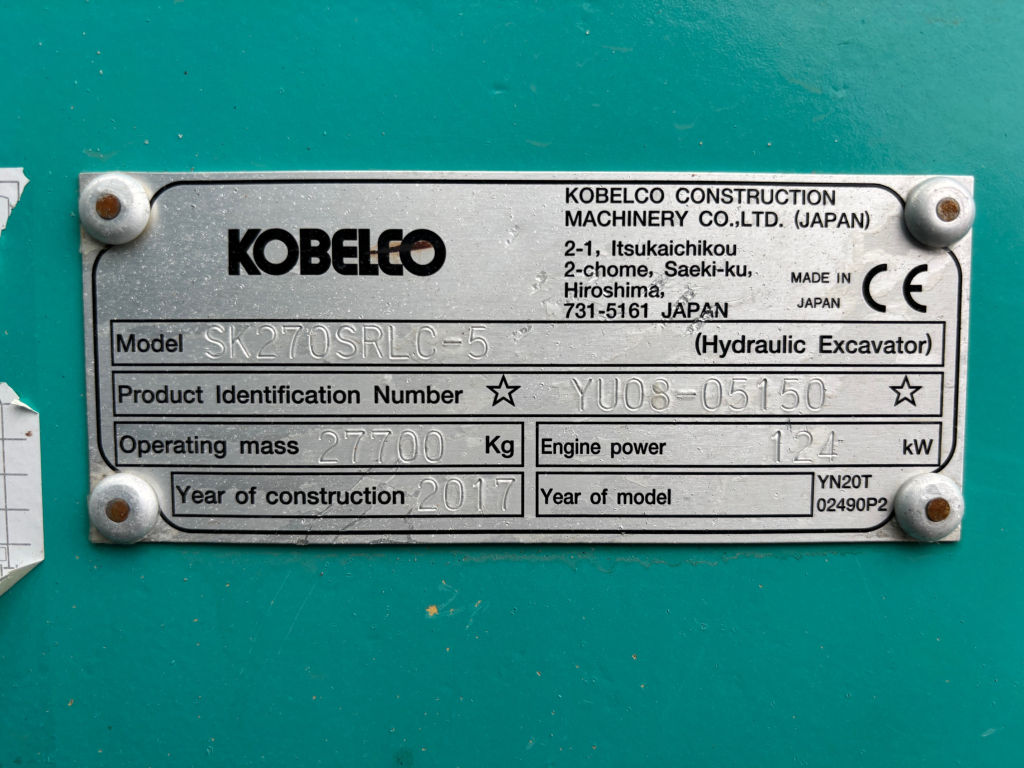 KOBELCO
KOBELCO CONSTRUCTION
MACHINERY CO.,LTD. (JAPAN)
2-1, Itsukaichikou
2-chome, Saeki-ku,
Hiroshima,
731-5161 JAPAN
MADE IN
JAPAN
CE
Model SK270SRLC-5 (Hydraulic Excavator)
Product Identification Number ☆ YU08-05150 ☆
Operating mass 27700 Kg
Engine power 124 kW
Year of construction 2017
Year of model
YN20T
02490P2